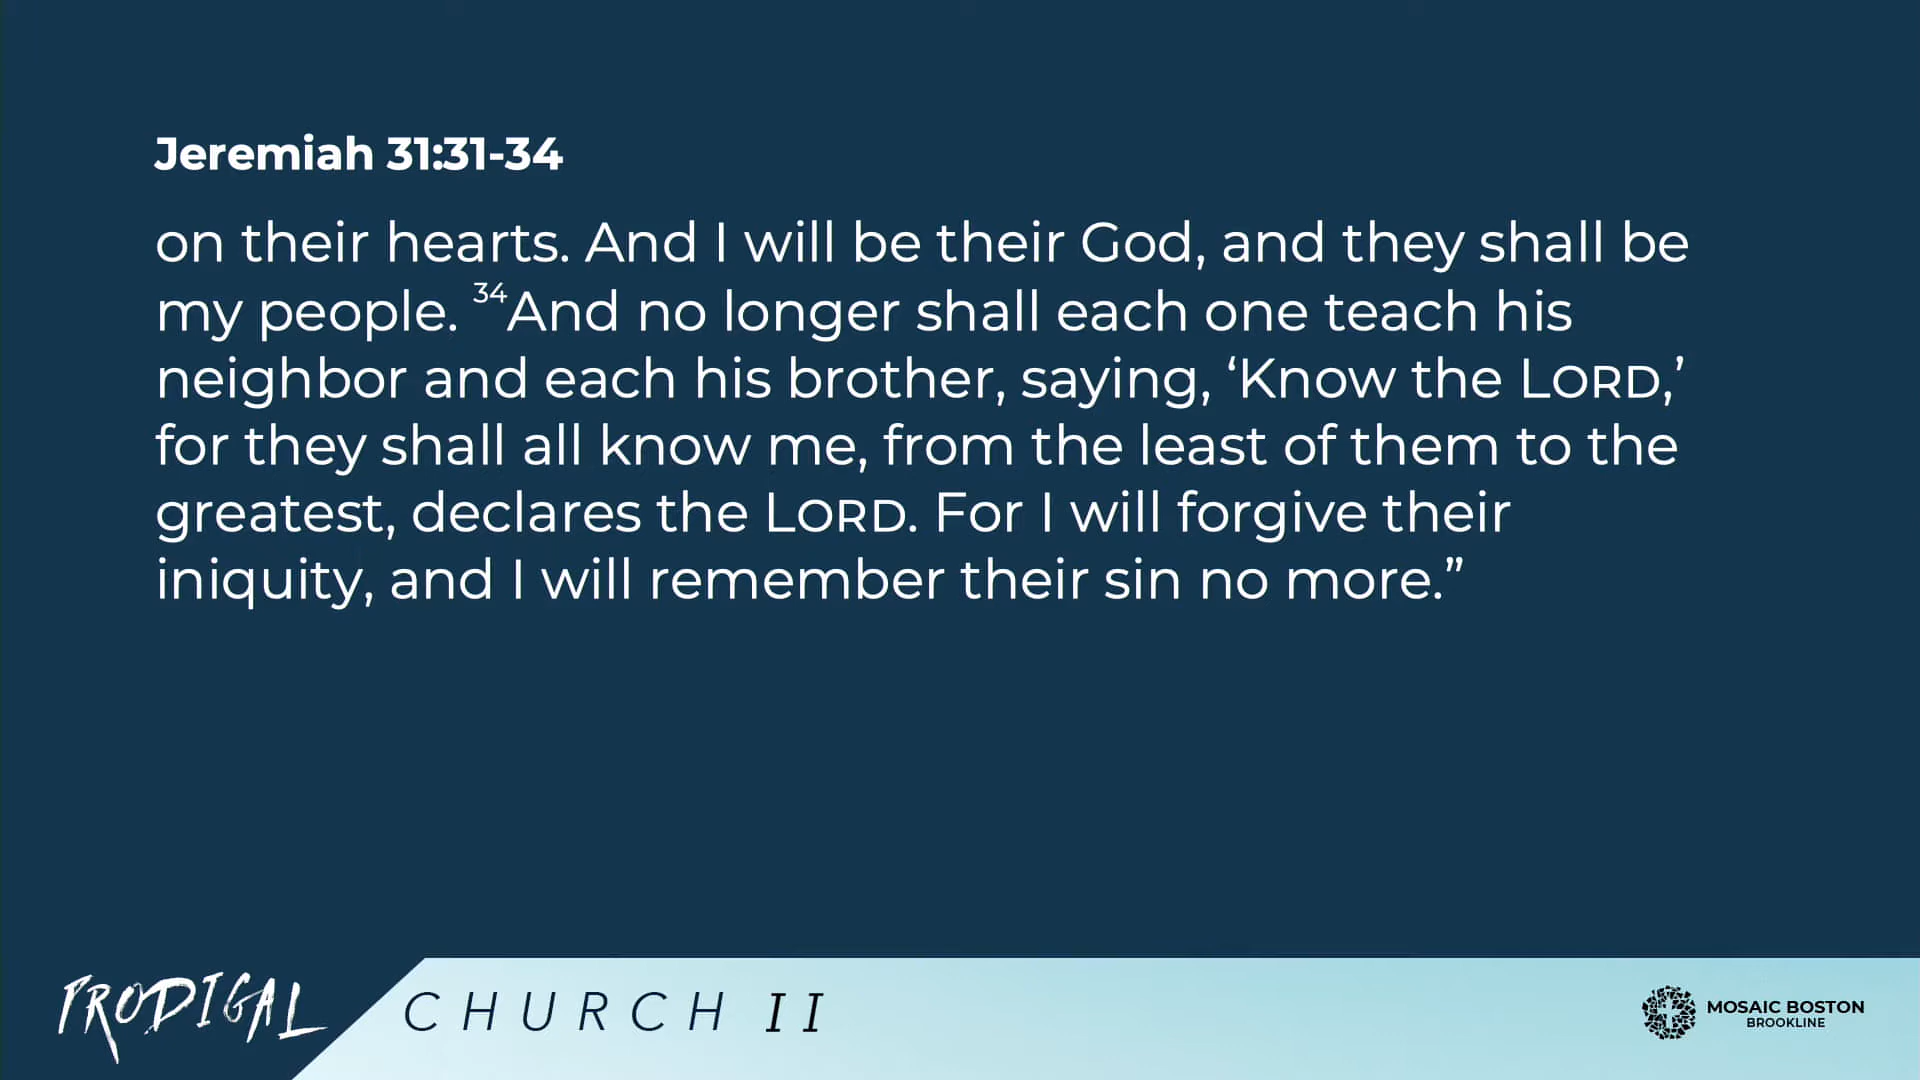 Jeremiah 31:31-34
on their hearts. And I will be their God, and they shall be
my people. ³⁴And no longer shall each one teach his
neighbor and each his brother, saying, ‘Know the LORD,’
for they shall all know me, from the least of them to the
greatest, declares the LORD. For I will forgive their
iniquity, and I will remember their sin no more.”
PRODIGAL CHURCH II
MOSAIC BOSTON
BROOKLINE